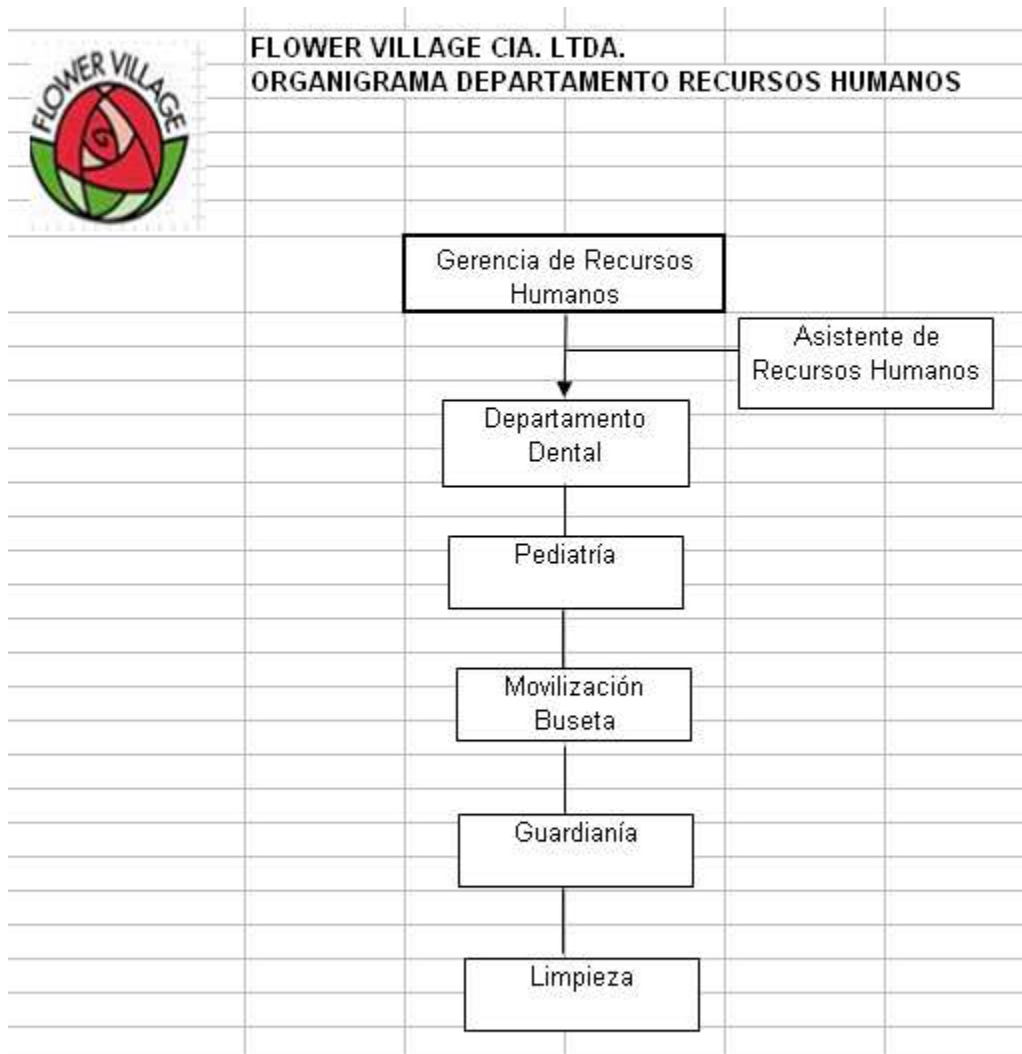 FLOWER VILLAGE
FLOWER VILLAGE CIA. LTDA.
ORGANIGRAMA DEPARTAMENTO RECURSOS HUMANOS
Gerencia de Recursos
Humanos
Asistente de
Recursos Humanos
Departamento
Dental
Pediatría
Movilización
Buseta
Guardianía
Limpieza